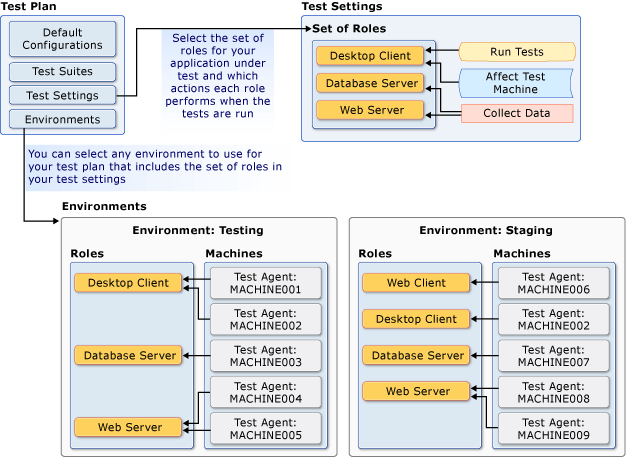 Test Plan
Default
Configurations
Test Suites
Test Settings
Environments
Select the set of
roles for your
application under
test and which
actions each role
performs when the
tests are run
Test Settings
Set of Roles
Desktop Client
Database Server
Web Server
Run Tests
Affect Test
Machine
Collect Data
You can select any environment to use for
your test plan that includes the set of roles in
your test settings
Environments
Environment: Testing
Roles
Machines
Desktop Client
Database Server
Web Server
Test Agent:
MACHINE001
Test Agent:
MACHINE002
Test Agent:
MACHINE003
Test Agent:
MACHINE004
Test Agent:
MACHINE005
Environment: Staging
Roles
Machines
Web Client
Desktop Client
Database Server
Web Server
Test Agent:
MACHINE006
Test Agent:
MACHINE002
Test Agent:
MACHINE007
Test Agent:
MACHINE008
Test Agent:
MACHINE009